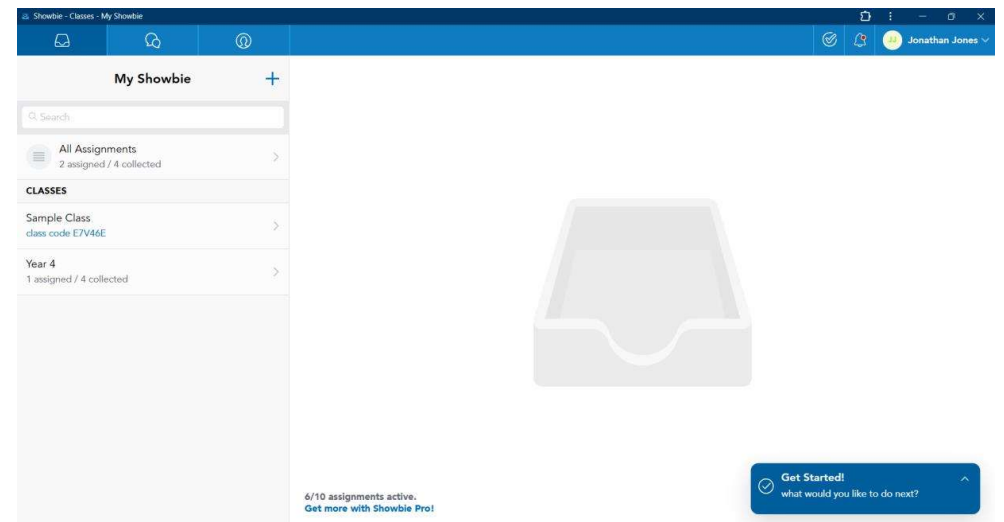 Showbie - Classes - My Showbie
JJ Jonathan Jones
My Showbie
Search
All Assignments
2 assigned / 4 collected
CLASSES
Sample Class
class code E7V46E
Year 4
1 assigned / 4 collected
6/10 assignments active.
Get more with Showbie Pro!
Get Started!
what would you like to do next?